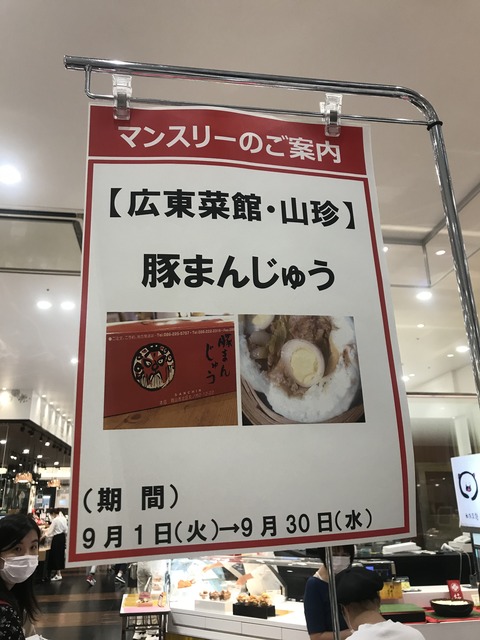 マンスリーのご案内
【広東菜館・山珍】
豚まんじゅう
豚まん
じゅう
(期 間)
9月1日(火)→9月30日(水)